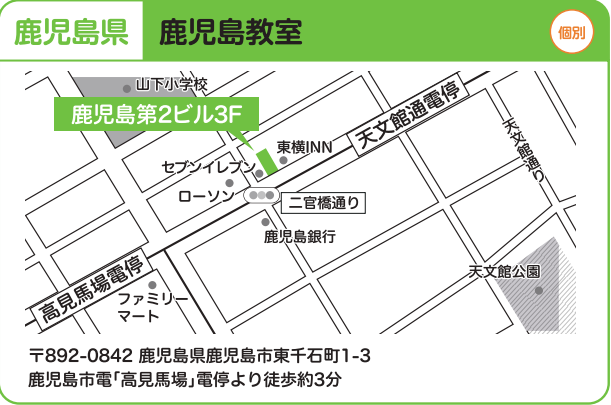 鹿児島県
鹿児島教室
個別
山下小学校
鹿児島第2ビル3F
天文館通電停
東横INN
天文館通り
セブンイレブン
ローソン
二官橋通り
鹿児島銀行
高見馬場電停
天文館公園
ファミリー
マート
〒892-0842 鹿児島県鹿児島市東千石町1-3
鹿児島市電「高見馬場」電停より徒歩約3分